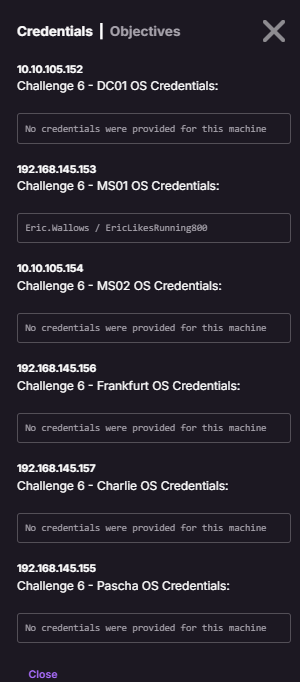 Credentials | Objectives
10.10.105.152
Challenge 6 - DC01 OS Credentials:
No credentials were provided for this machine
192.168.145.153
Challenge 6 - MS01 OS Credentials:
Eric.Wallows / EricLikesRunning800
10.10.105.154
Challenge 6 - MS02 OS Credentials:
No credentials were provided for this machine
192.168.145.156
Challenge 6 - Frankfurt OS Credentials:
No credentials were provided for this machine
192.168.145.157
Challenge 6 - Charlie OS Credentials:
No credentials were provided for this machine
192.168.145.155
Challenge 6 - Pascha OS Credentials:
No credentials were provided for this machine
Close